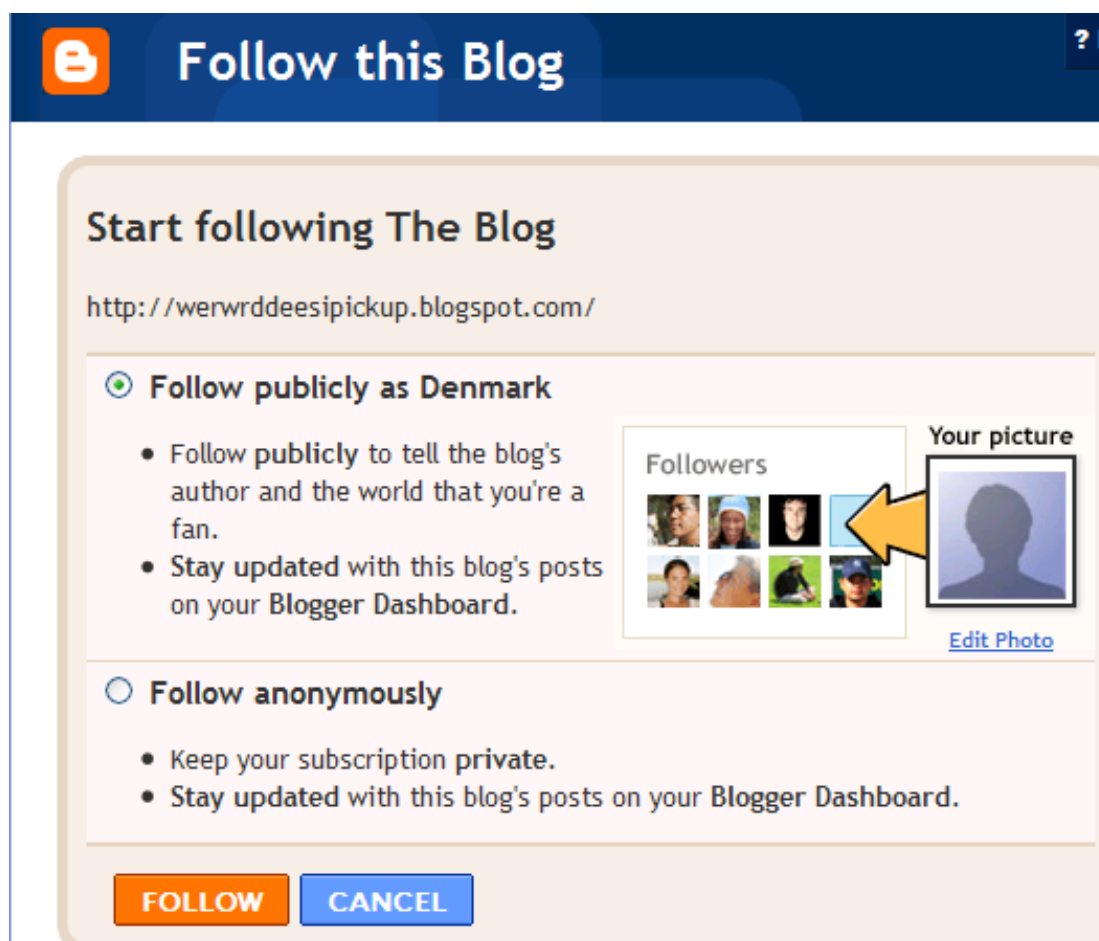 Follow this Blog
?
Start following The Blog
http://werwrddeesipickup.blogspot.com/
Follow publicly as Denmark
• Follow publicly to tell the blog's
author and the world that you're a
fan.
• Stay updated with this blog's posts
on your Blogger Dashboard.
Followers
Your picture
Edit Photo
Follow anonymously
• Keep your subscription private.
• Stay updated with this blog's posts on your Blogger Dashboard.
FOLLOW CANCEL